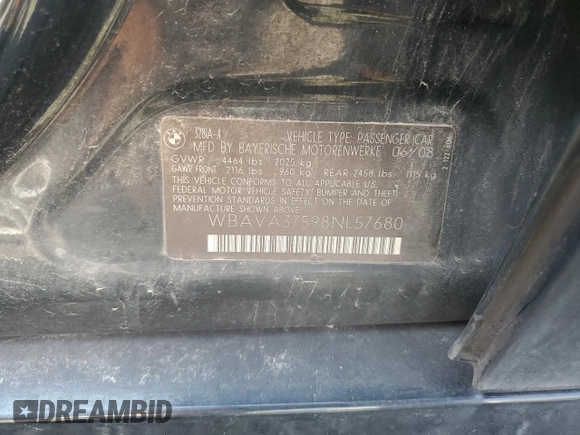 BMW
328iA-4 VEHICLE TYPE: PASSENGER CAR
MFD BY BAYERISCHE MOTORENWERKE 06/08
GVWR 4464 lbs 2025 kg
GAWR FRONT 2116 lbs 960 kg REAR 2458 lbs 1115 kg
THIS VEHICLE CONFORMS TO ALL APPLICABLE U.S.
FEDERAL MOTOR VEHICLE SAFETY, BUMPER, AND THEFT
PREVENTION STANDARDS IN EFFECT ON THE DATE OF
MANUFACTURE SHOWN ABOVE
WBAVA37598NL57680
DREAMBID